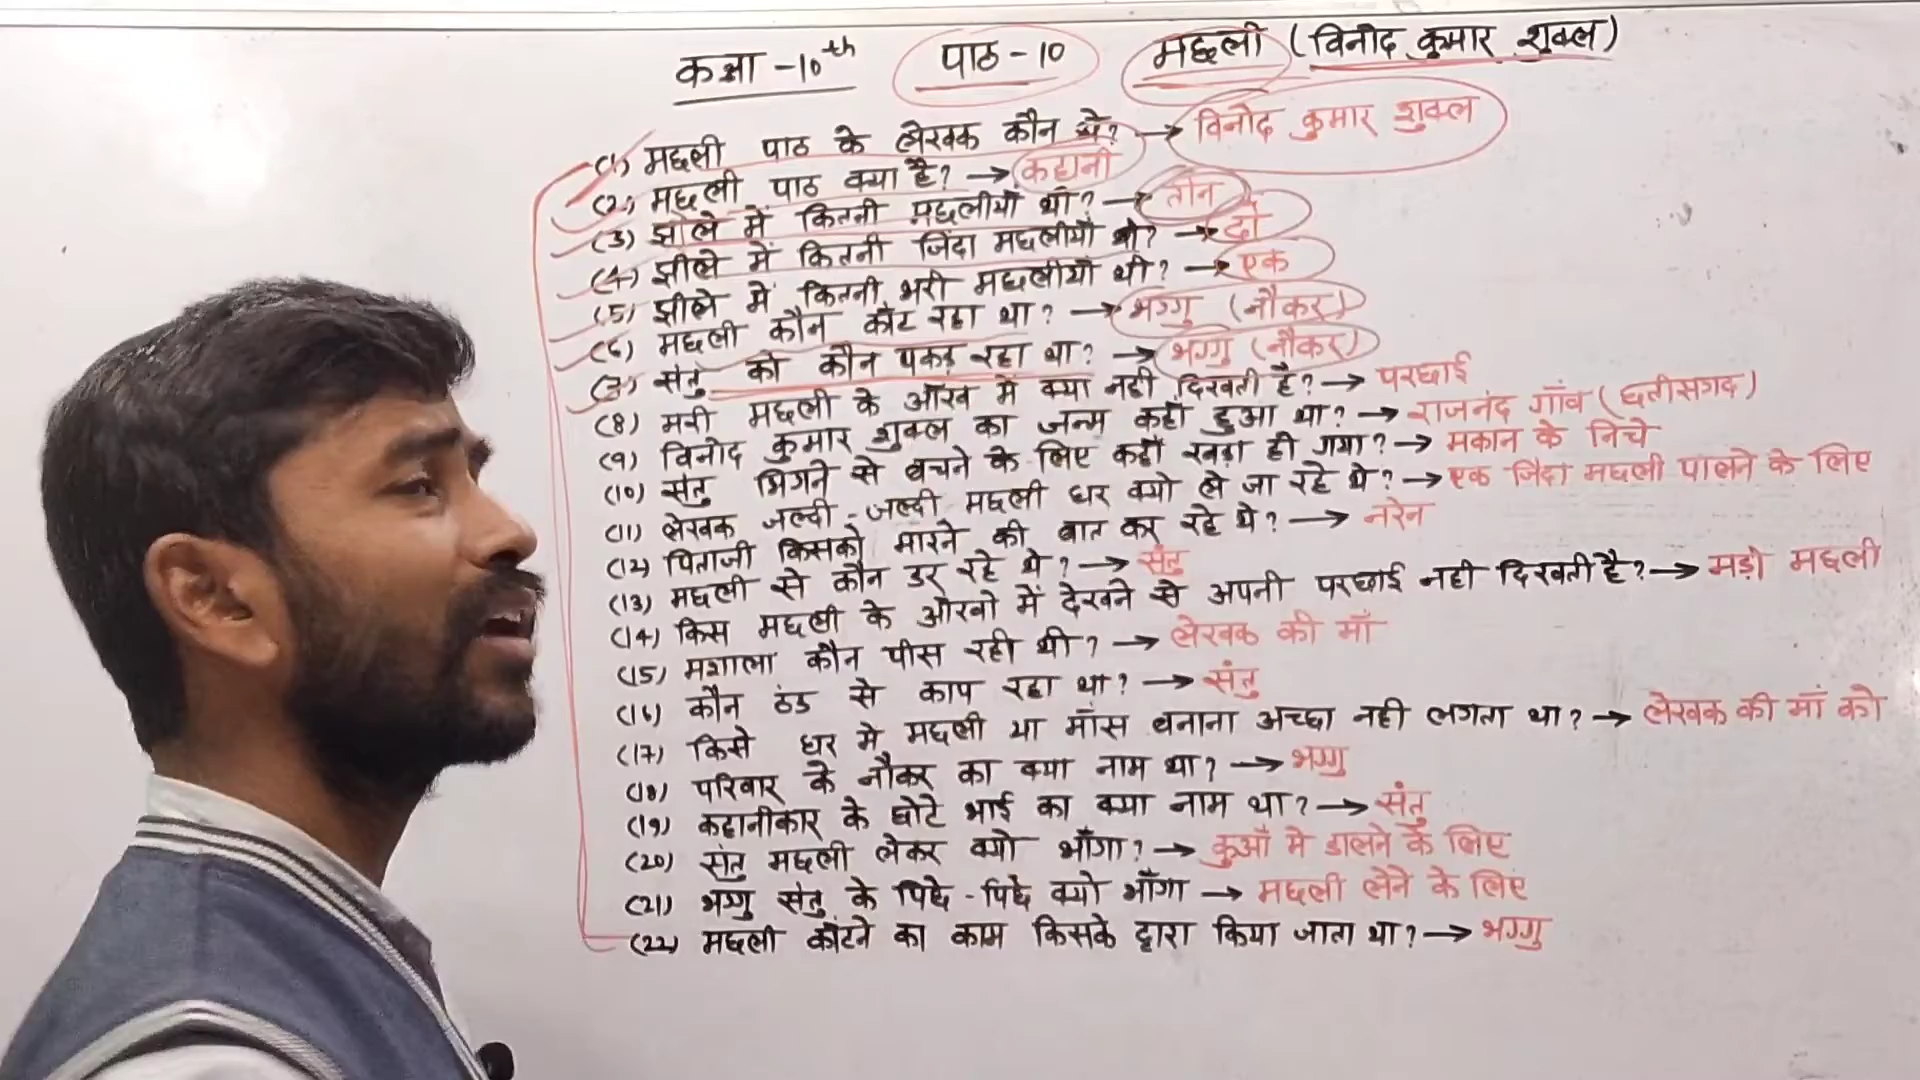 कक्षा -10th पाठ -10 मछली (विनोद कुमार शुक्ल)
(1) मछली पाठ के लेखक कौन थे? → विनोद कुमार शुक्ल
(2) मछली पाठ क्या है? → कहानी
(3) झोले में कितनी मछलीयाँ थी? → तीन
(4) झोले में कितनी जिंदा मछलीयाँ थी? → दो
(5) झोले में कितनी मरी मछलीयाँ थी? → एक
(6) मछली कौन काँट रहा था? → भग्गु (नौकर)
(7) संतु को कौन पकड़ रहा था? → भग्गु (नौकर)
(8) मरी मछली के आँख में क्या नही दिखती है? → परछाई
(9) विनोद कुमार शुक्ल का जन्म कहाँ हुआ था? → राजनंद गाँव (छतीसगढ)
(10) संतु भिगने से बचने के लिए कहाँ खड़ा हो गया? → मकान के निचे
(11) लेखक जल्दी-जल्दी मछली घर क्यो ले जा रहे थे? → एक जिंदा मछली पालने के लिए
(12) पिताजी किसको मारने की बात कर रहे थे? → नरेन
(13) मछली से कौन डर रहे थे? → संतु
(14) किस मछली के आँखो में देखने से अपनी परछाई नही दिखती है? → मड़ी मछली
(15) मशाला कौन पीस रही थी? → लेखक की माँ
(16) कौन ठंड से काप रहा था? → संतु
(17) किसे घर मे मछली या माँस बनाना अच्छा नही लगता था? → लेखक की माँ को
(18) परिवार के नौकर का क्या नाम था? → भग्गु
(19) कहानीकार के छोटे भाई का क्या नाम था? → संतु
(20) संतु मछली लेकर क्यो भाँगा? → कुआँ मे डालने के लिए
(21) भग्गु संतु के पिछे-पिछे क्यो भाँगा → मछली लेने के लिए
(22) मछली काँटने का काम किसके द्वारा किया जाता था? → भग्गु